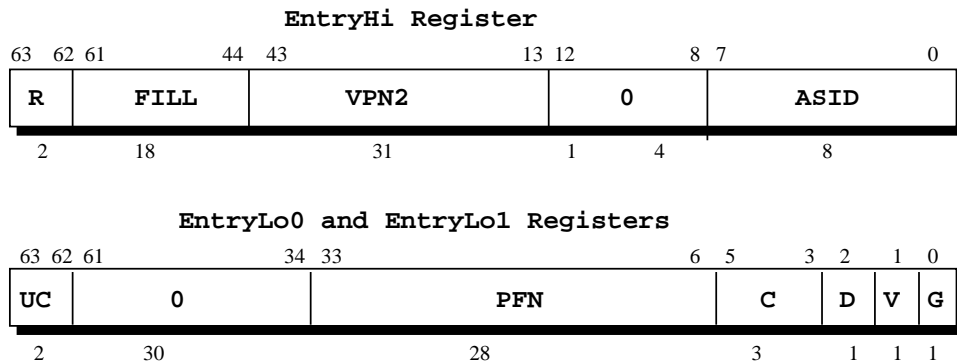 EntryHi Register
63 62 61 44 43 13 12 8 7 0
R FILL VPN2 0 ASID
2 18 31 1 4 8
EntryLo0 and EntryLo1 Registers
63 62 61 34 33 6 5 3 2 1 0
UC 0 PFN C D V G
2 30 28 3 1 1 1